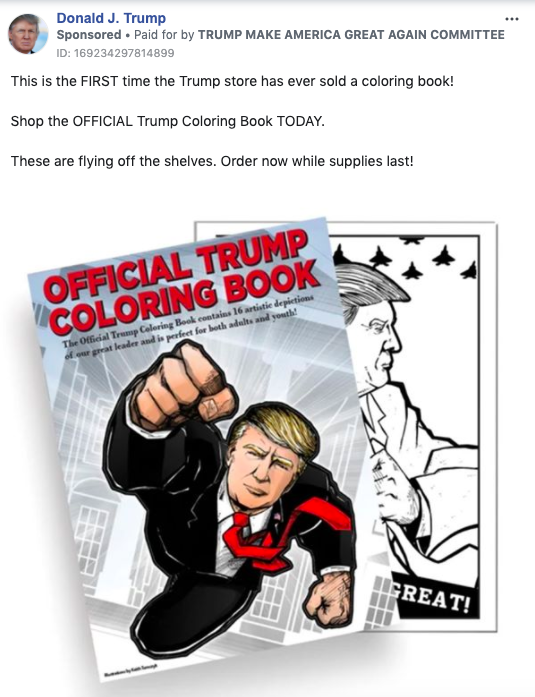 Donald J. Trump
Sponsored • Paid for by TRUMP MAKE AMERICA GREAT AGAIN COMMITTEE
ID: 169234297814899
This is the FIRST time the Trump store has ever sold a coloring book!
Shop the OFFICIAL Trump Coloring Book TODAY.
These are flying off the shelves. Order now while supplies last!
OFFICIAL TRUMP
COLORING BOOK
The Official Trump Coloring Book contains 16 artistic depictions
of our great leader and is perfect for both adults and youth!
GREAT!